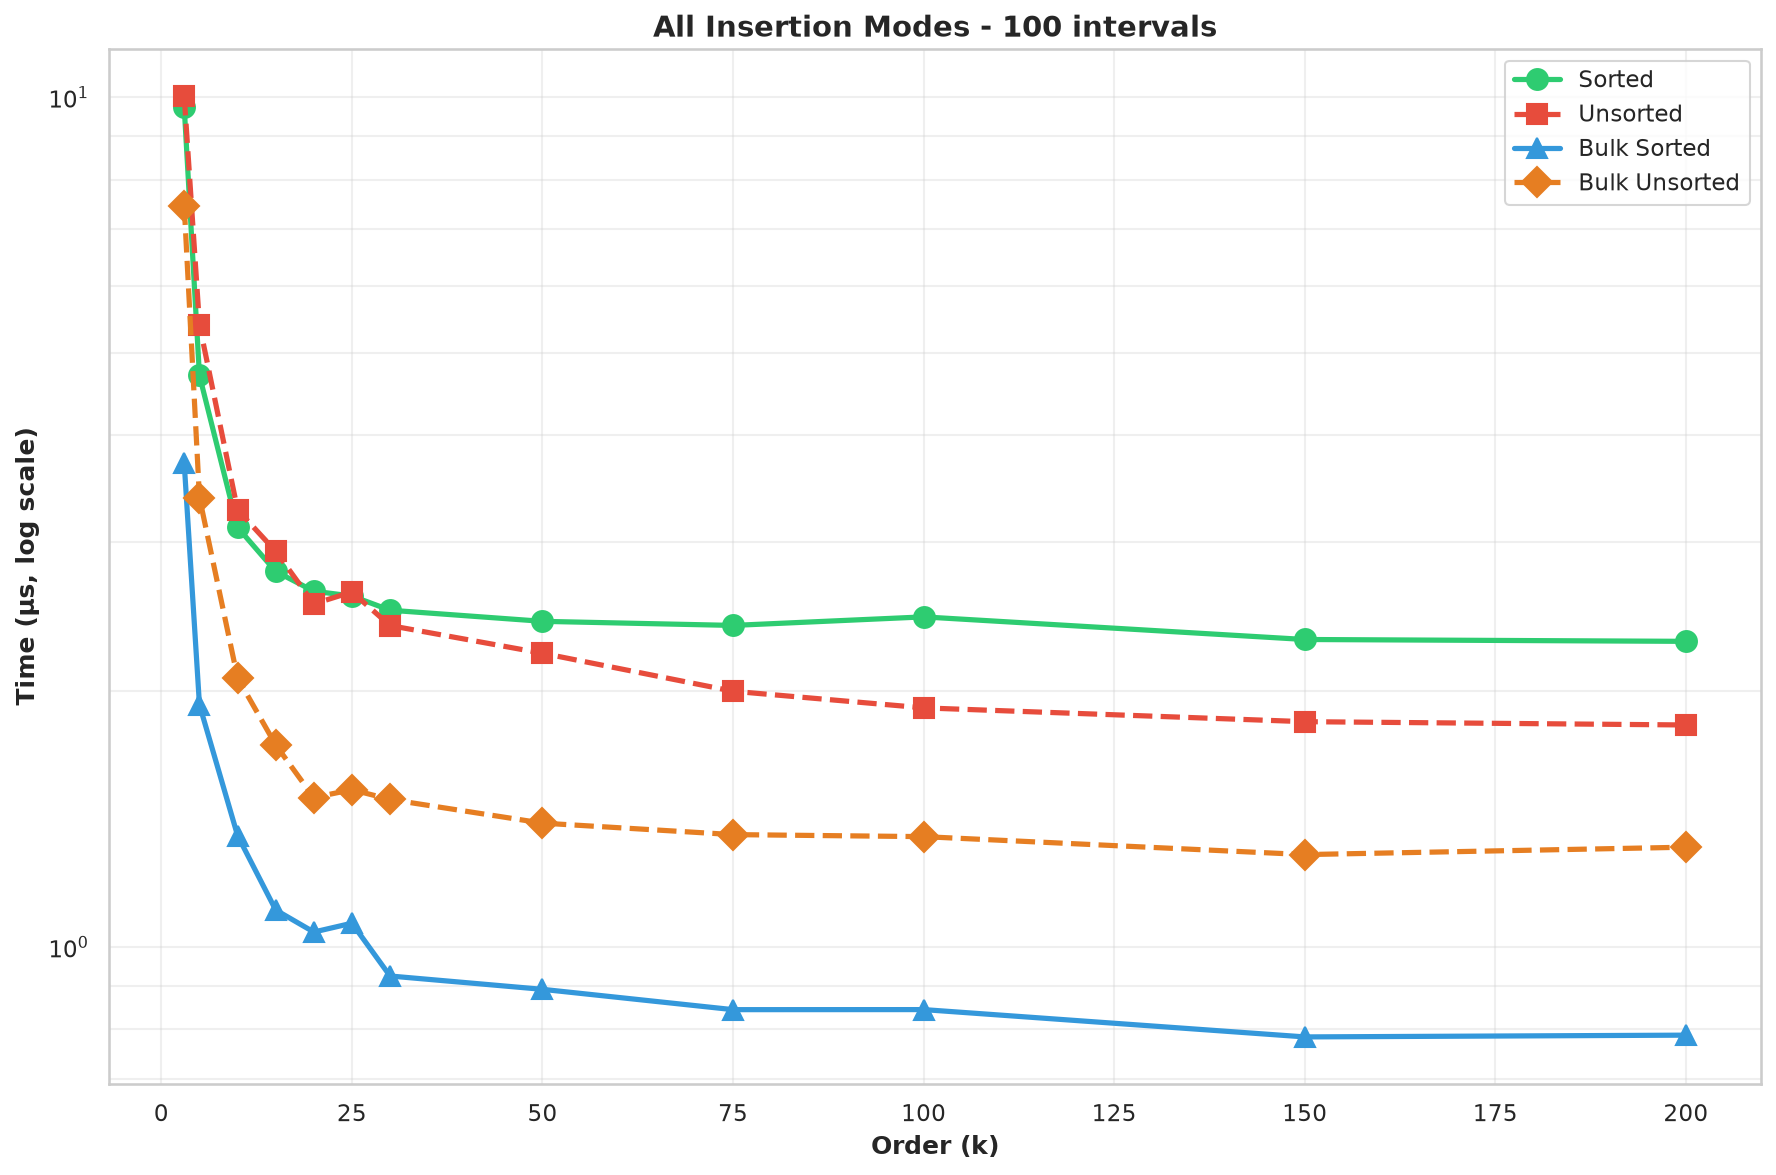 All Insertion Modes - 100 intervals
Sorted
Unsorted
Bulk Sorted
Bulk Unsorted
Time (µs, log scale)
10¹
10⁰
0 25 50 75 100 125 150 175 200
Order (k)